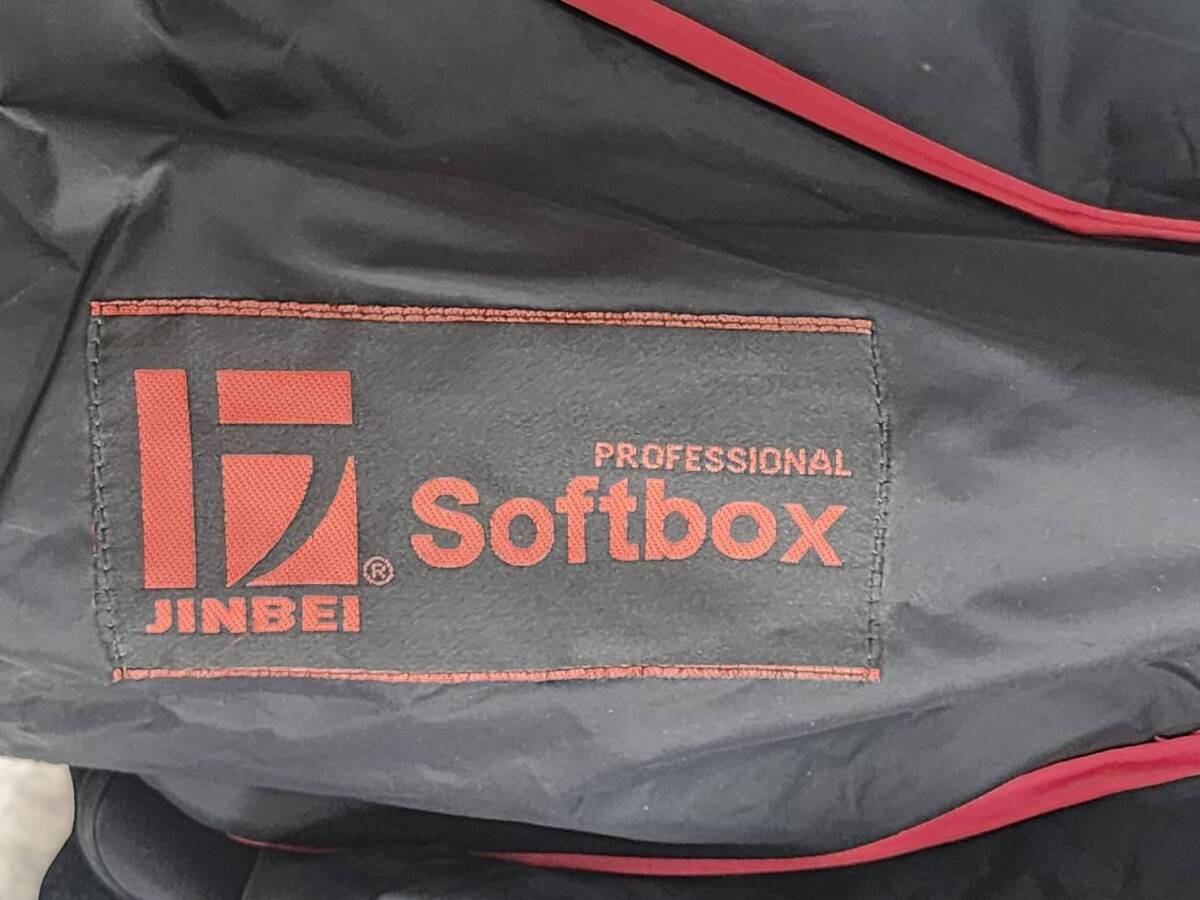 PROFESSIONAL
Softbox
®
JINBEI